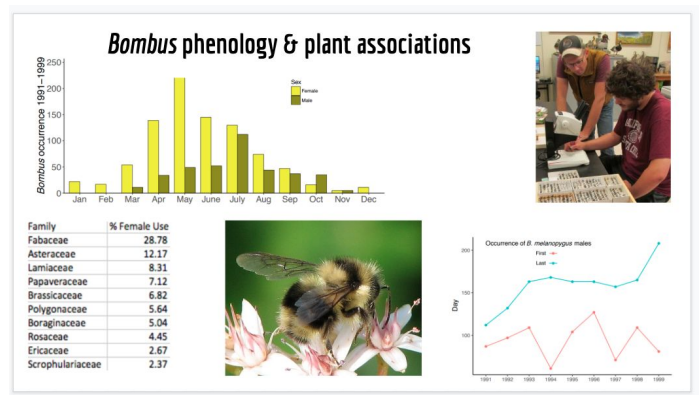 Bombus phenology & plant associations
Bombus occurrence 1991–1999
250
200
150
100
50
0
Sex
Female
Male
Jan Feb Mar Apr May June July Aug Sep Oct Nov Dec
Family % Female Use
Fabaceae 28.78
Asteraceae 12.17
Lamiaceae 8.31
Papaveraceae 7.12
Brassicaceae 6.82
Polygonaceae 5.64
Boraginaceae 5.04
Rosaceae 4.45
Ericaceae 2.67
Scrophulariaceae 2.37
Occurrence of B. melanopygus males
First
Last
Day
200
150
100
1991 1992 1993 1994 1995 1996 1997 1998 1999